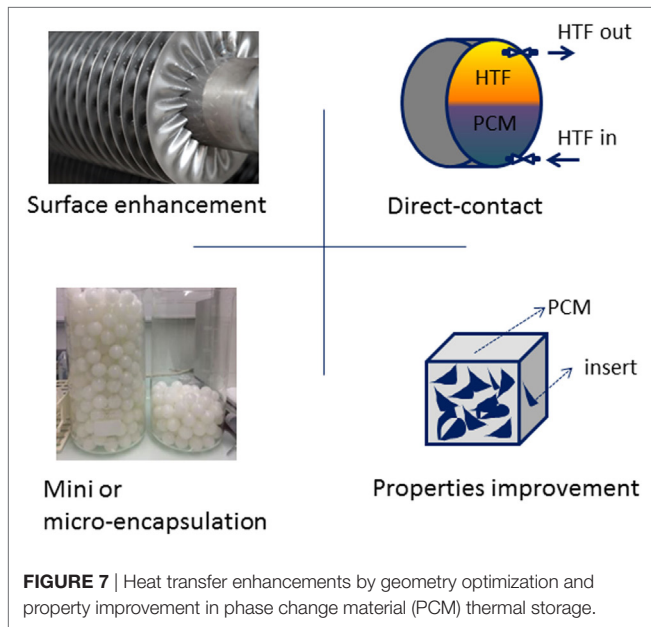 HTF out
HTF
PCM
HTF in
Surface enhancement
Direct-contact
PCM
insert
Mini or
micro-encapsulation
Properties improvement
FIGURE 7 | Heat transfer enhancements by geometry optimization and
property improvement in phase change material (PCM) thermal storage.